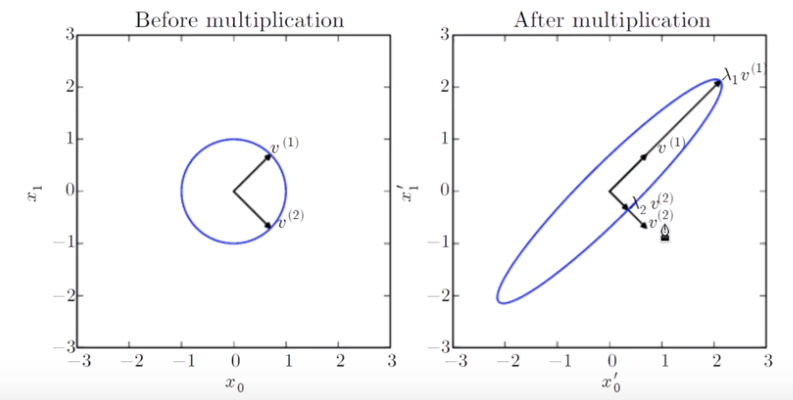 Before multiplication
After multiplication
3
2
1
0
−1
−2
−3
x₁
v⁽¹⁾
v⁽²⁾
−3 −2 −1 0 1 2 3
x₀
3
2
1
0
−1
−2
−3
x′₁
λ₁ v⁽¹⁾
v⁽¹⁾
λ₂ v⁽²⁾
v⁽²⁾
−3 −2 −1 0 1 2 3
x′₀